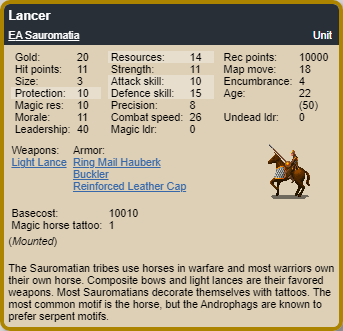 Lancer
EA Sauromatia Unit
Gold: 20 Resources: 14 Rec points: 10000
Hit points: 11 Strength: 11 Map move: 18
Size: 3 Attack skill: 10 Encumbrance: 4
Protection: 10 Defence skill: 15 Age: 22
Magic res: 10 Precision: 8 (50)
Morale: 11 Combat speed: 26 Undead ldr: 0
Leadership: 40 Magic ldr: 0
Weapons: Armor:
Light Lance Ring Mail Hauberk
Buckler
Reinforced Leather Cap
Basecost: 10010
Magic horse tattoo: 1
(Mounted)
The Sauromatian tribes use horses in warfare and most warriors own
their own horse. Composite bows and light lances are their favored
weapons. Most Sauromatians decorate themselves with tattoos. The
most common motif is the horse, but the Androphags are known to
prefer serpent motifs.